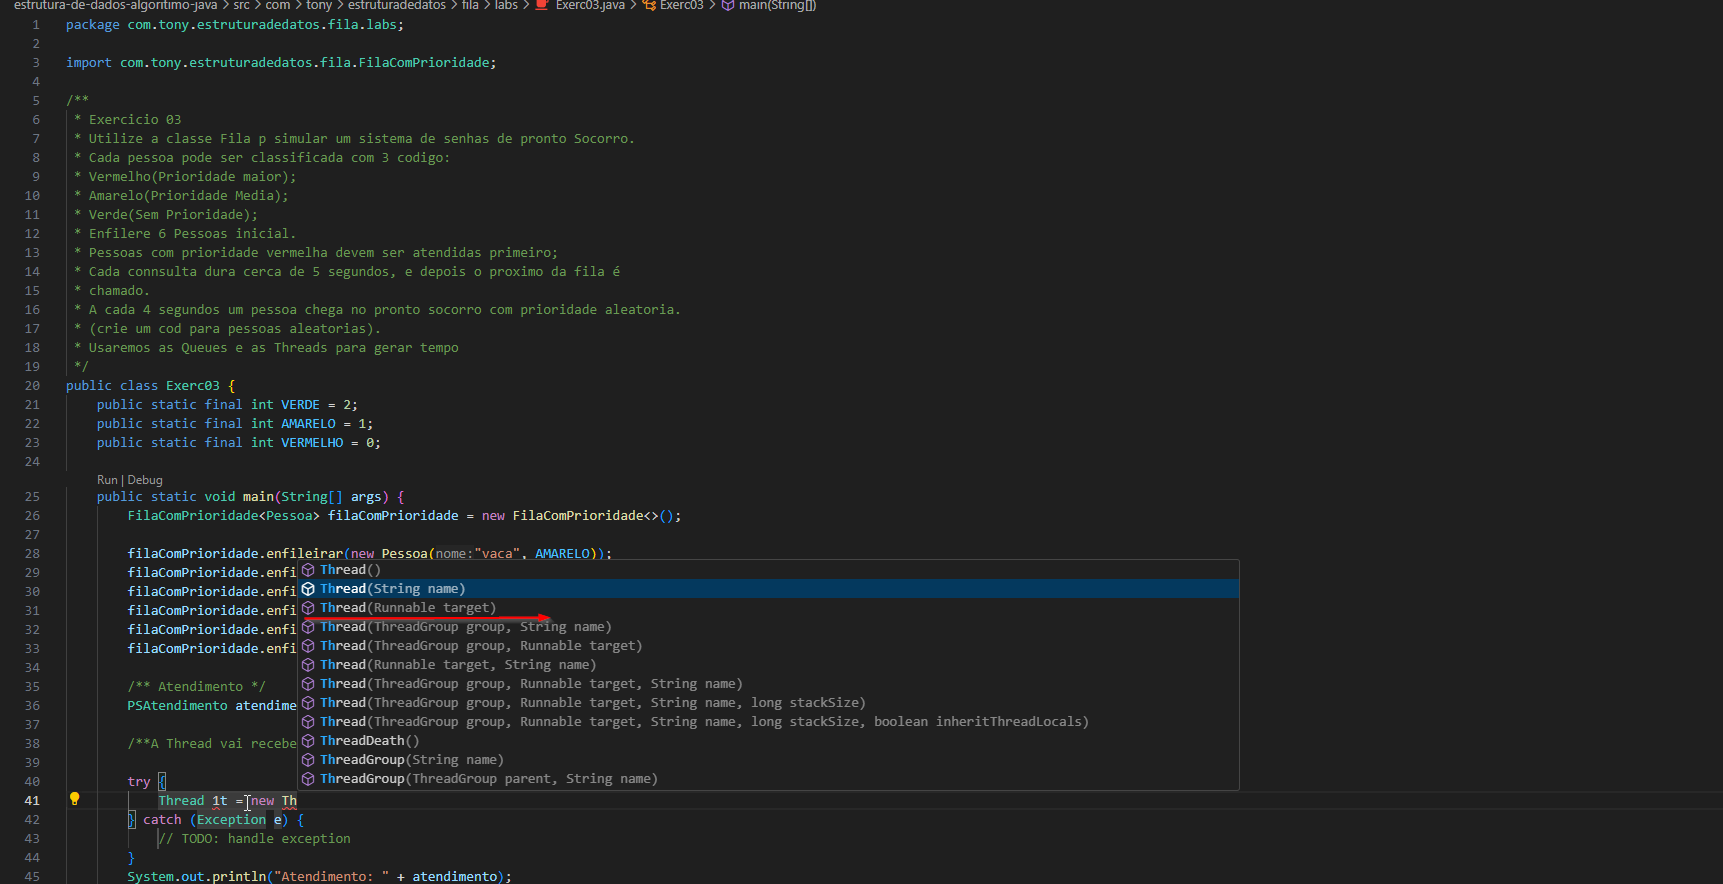 estrutura-de-dados-algoritimo-java > src > com > tony > estruturadedatos > fila > labs > Exerc03.java > Exerc03 > main(String[])
1 package com.tony.estruturadedatos.fila.labs;
2
3 import com.tony.estruturadedatos.fila.FilaComPrioridade;
4
5 /**
6 * Exercicio 03
7 * Utilize a classe Fila p simular um sistema de senhas de pronto Socorro.
8 * Cada pessoa pode ser classificada com 3 codigo:
9 * Vermelho(Prioridade maior);
10 * Amarelo(Prioridade Media);
11 * Verde(Sem Prioridade);
12 * Enfilere 6 Pessoas inicial.
13 * Pessoas com prioridade vermelha devem ser atendidas primeiro;
14 * Cada connsulta dura cerca de 5 segundos, e depois o proximo da fila é
15 * chamado.
16 * A cada 4 segundos um pessoa chega no pronto socorro com prioridade aleatoria.
17 * (crie um cod para pessoas aleatorias).
18 * Usaremos as Queues e as Threads para gerar tempo
19 */
20 public class Exerc03 {
21 public static final int VERDE = 2;
22 public static final int AMARELO = 1;
23 public static final int VERMELHO = 0;
24
Run | Debug
25 public static void main(String[] args) {
26 FilaComPrioridade<Pessoa> filaComPrioridade = new FilaComPrioridade<>();
27
28 filaComPrioridade.enfileirar(new Pessoa(nome:"vaca", AMARELO));
29 filaComPrioridade.enfi
30 filaComPrioridade.enfi
31 filaComPrioridade.enfi
32 filaComPrioridade.enfi
33 filaComPrioridade.enfi
34
35 /** Atendimento */
36 PSAtendimento atendime
37
38 /**A Thread vai recebe
39
40 try {
41 Thread 1t = new Th
42 } catch (Exception e) {
43 // TODO: handle exception
44 }
45 System.out.println("Atendimento: " + atendimento);
Thread()
Thread(String name)
Thread(Runnable target)
Thread(ThreadGroup group, String name)
Thread(ThreadGroup group, Runnable target)
Thread(Runnable target, String name)
Thread(ThreadGroup group, Runnable target, String name)
Thread(ThreadGroup group, Runnable target, String name, long stackSize)
Thread(ThreadGroup group, Runnable target, String name, long stackSize, boolean inheritThreadLocals)
ThreadDeath()
ThreadGroup(String name)
ThreadGroup(ThreadGroup parent, String name)